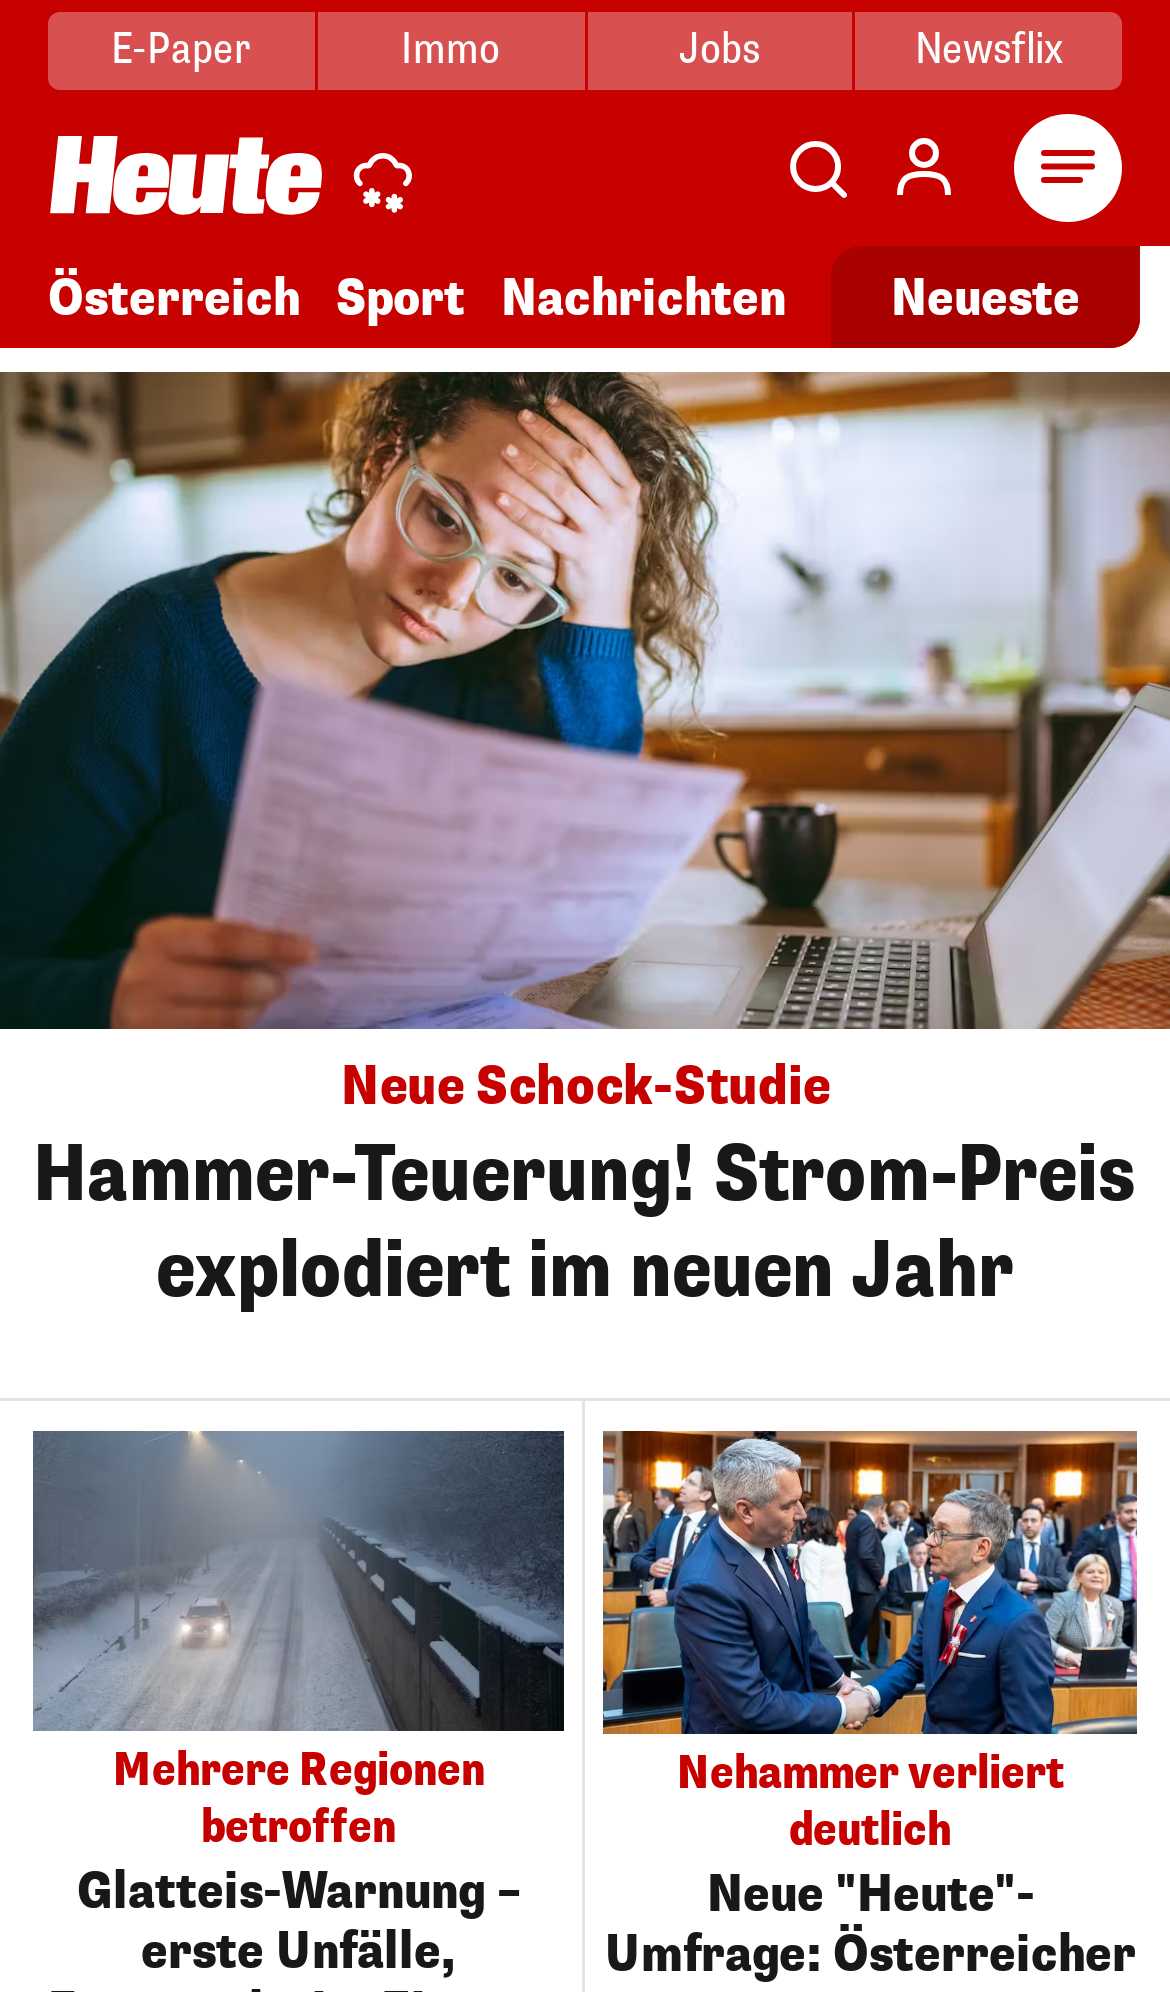 E-Paper
Immo
Jobs
Newsflix
Heute
Österreich
Sport
Nachrichten
Neueste
Neue Schock-Studie
Hammer-Teuerung! Strom-Preis
explodiert im neuen Jahr
Mehrere Regionen
betroffen
Glatteis-Warnung –
erste Unfälle,
Nehammer verliert
deutlich
Neue "Heute"-
Umfrage: Österreicher